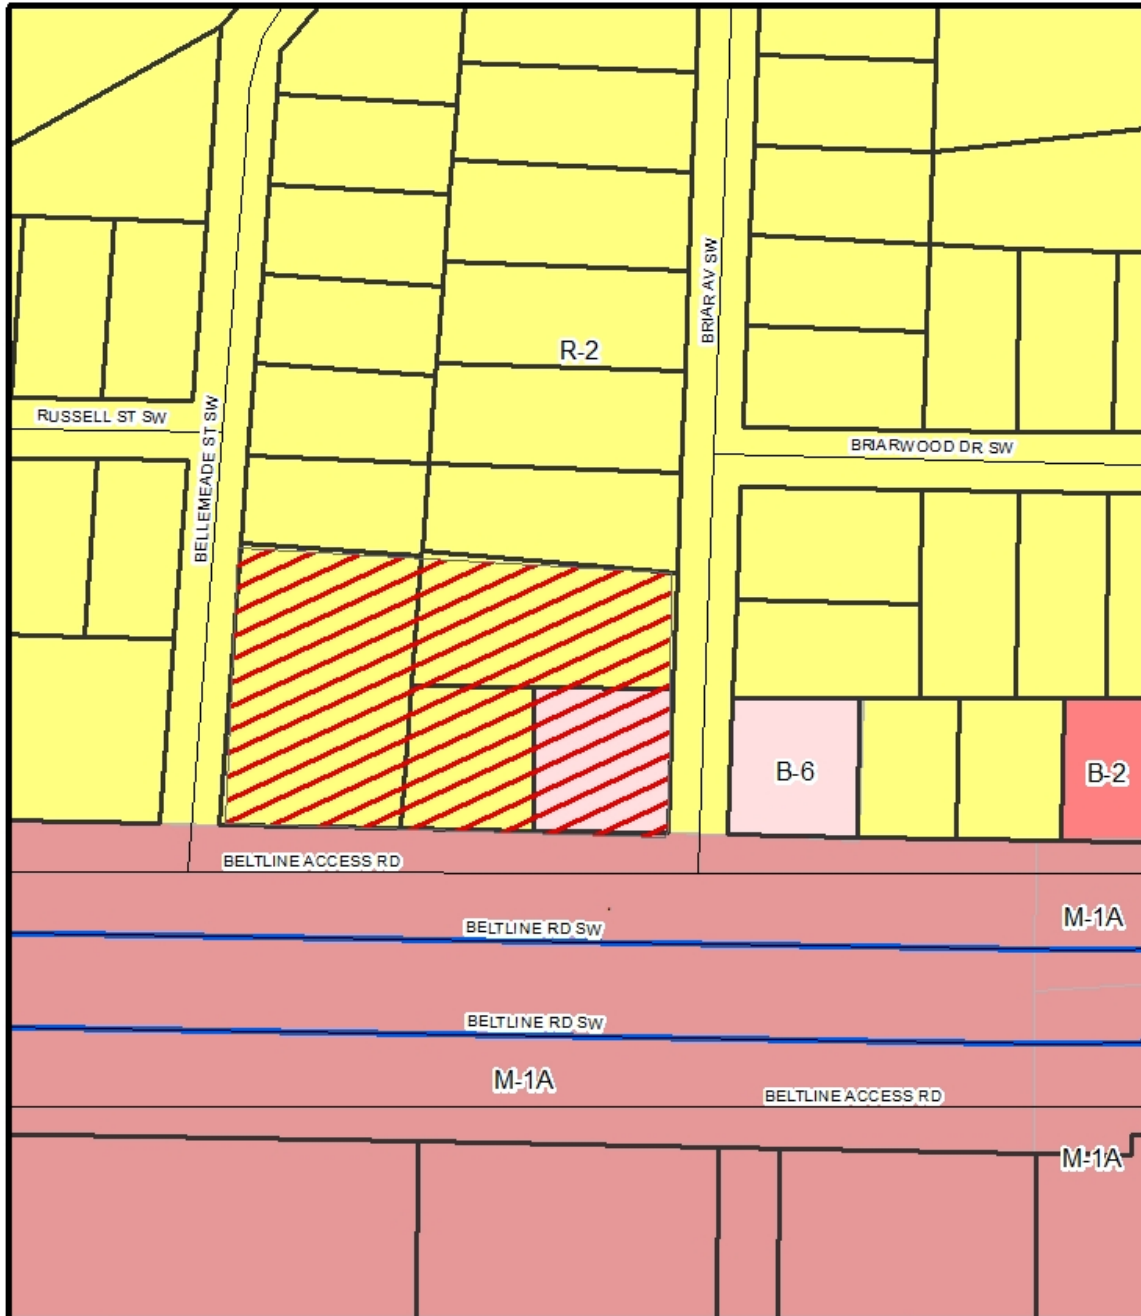 BRIAR AV SW
R-2
RUSSELL ST SW
BELLEMEADE ST SW
BRIARWOOD DR SW
B-6
B-2
BELTLINE ACCESS RD
M-1A
BELTLINE RD SW
BELTLINE RD SW
M-1A
BELTLINE ACCESS RD
M-1A